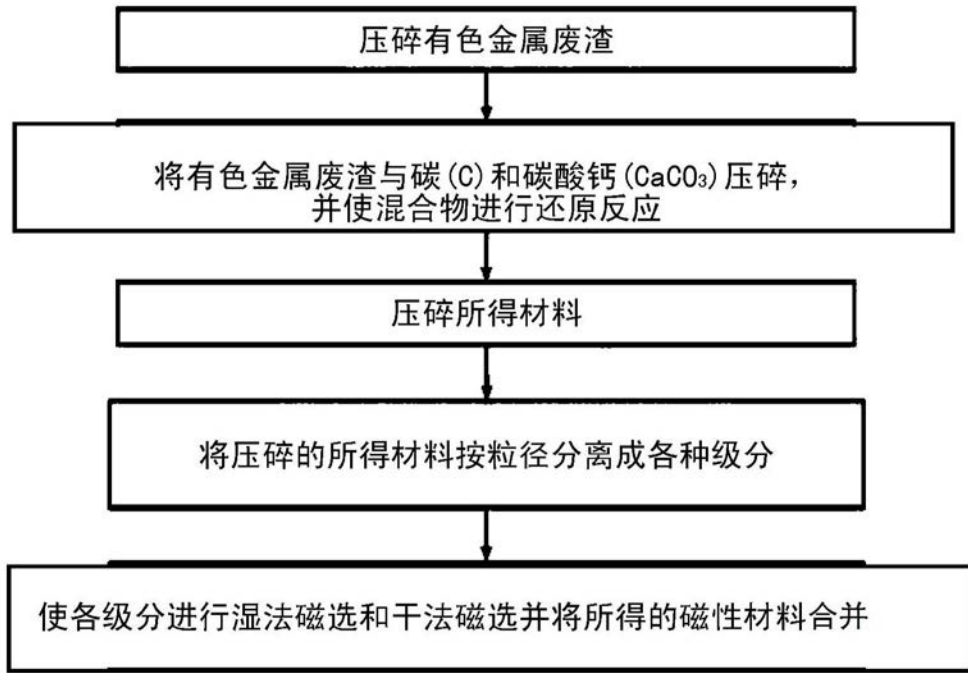 压碎有色金属废渣
将有色金属废渣与碳(C)和碳酸钙(CaCO₃)压碎,
并使混合物进行还原反应
压碎所得材料
将压碎的所得材料按粒径分离成各种级分
使各级分进行湿法磁选和干法磁选并将所得的磁性材料合并